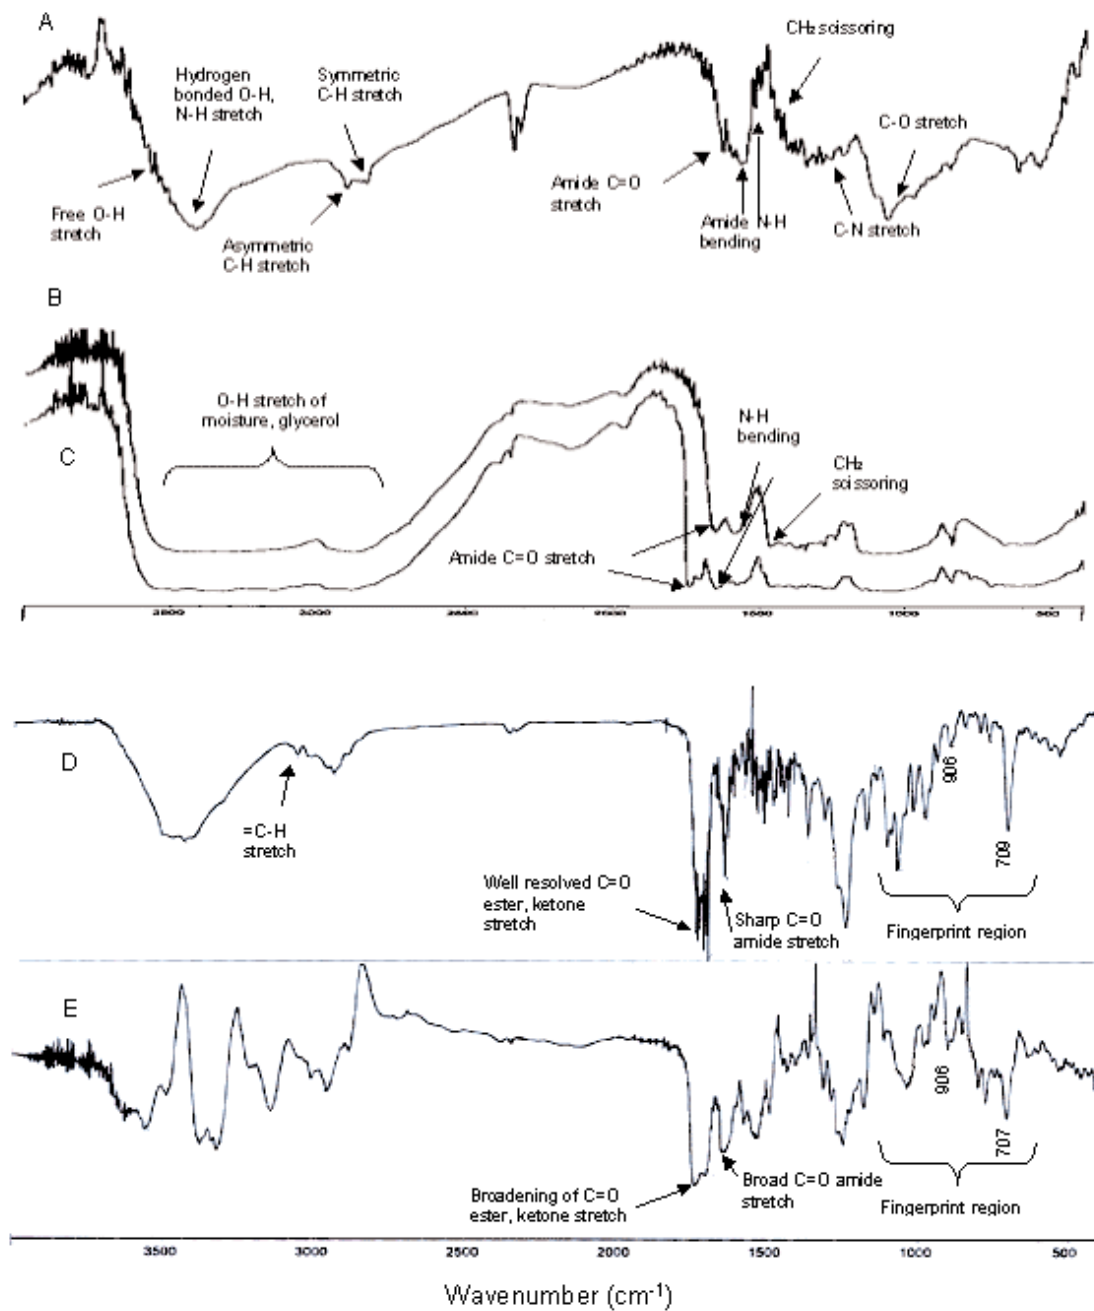 A
Hydrogen
bonded O-H,
N-H stretch
Symmetric
C-H stretch
CH₂ scissoring
C-O stretch
Free O-H
stretch
Asymmetric
C-H stretch
Amide C=O
stretch
Amide N-H
bending
C-N stretch
B
O-H stretch of
moisture, glycerol
N-H
bending
C
CH₂
scissoring
Amide C=O stretch
3000
1000
500
D
=C-H
stretch
906
709
Well resolved C=O
ester, ketone
stretch
Sharp C=O
amide stretch
Fingerprint region
E
906
707
Broadening of C=O
ester, ketone stretch
Broad C=O amide
stretch
Fingerprint region
3500 3000 2500 2000 1500 1000 500
Wavenumber (cm⁻¹)